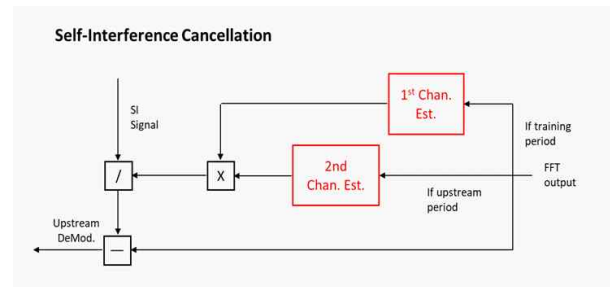 Self-Interference Cancellation
1st Chan.
Est.
SI
Signal
If training
period
2nd
Chan. Est.
FFT
output
/
X
If upstream
period
Upstream
DeMod.
—